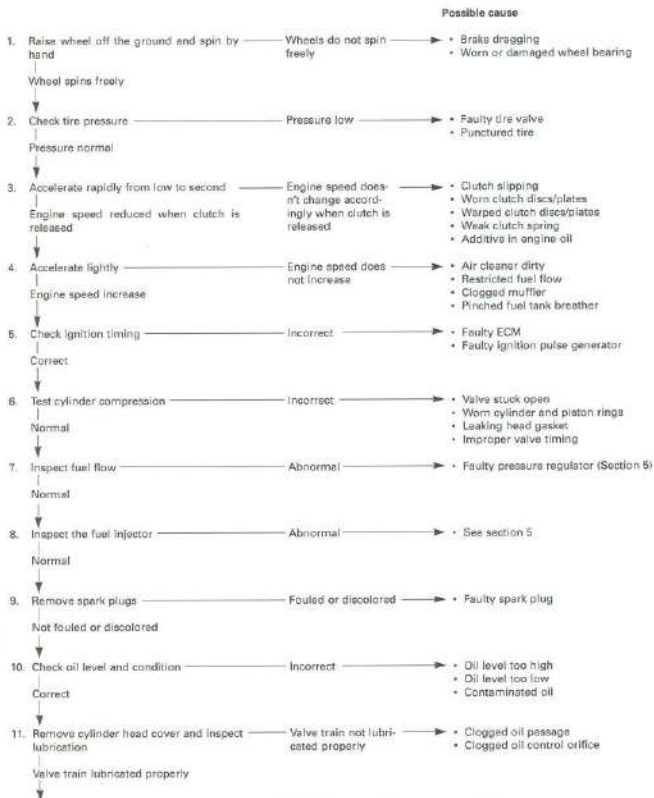 Possible cause
1. Raise wheel off the ground and spin by Wheels do not spin • Brake dragging
hand freely • Worn or damaged wheel bearing
Wheel spins freely
2. Check tire pressure Pressure low • Faulty tire valve
• Punctured tire
Pressure normal
3. Accelerate rapidly from low to second Engine speed does- • Clutch slipping
n't change accord- • Worn clutch discs/plates
Engine speed reduced when clutch is ingly when clutch is • Warped clutch discs/plates
released released • Weak clutch spring
• Additive in engine oil
4. Accelerate lightly Engine speed does • Air cleaner dirty
not increase • Restricted fuel flow
Engine speed increase • Clogged muffler
• Pinched fuel tank breather
5. Check ignition timing Incorrect • Faulty ECM
• Faulty ignition pulse generator
Correct
6. Test cylinder compression Incorrect • Valve stuck open
• Worn cylinder and piston rings
Normal • Leaking head gasket
• Improper valve timing
7. Inspect fuel flow Abnormal • Faulty pressure regulator (Section 5)
Normal
8. Inspect the fuel injector Abnormal • See section 5
Normal
9. Remove spark plugs Fouled or discolored • Faulty spark plug
Not fouled or discolored
10. Check oil level and condition Incorrect • Oil level too high
• Oil level too low
Correct • Contaminated oil
11. Remove cylinder head cover and inspect Valve train not lubri- • Clogged oil passage
lubrication cated properly • Clogged oil control orifice
Valve train lubricated properly